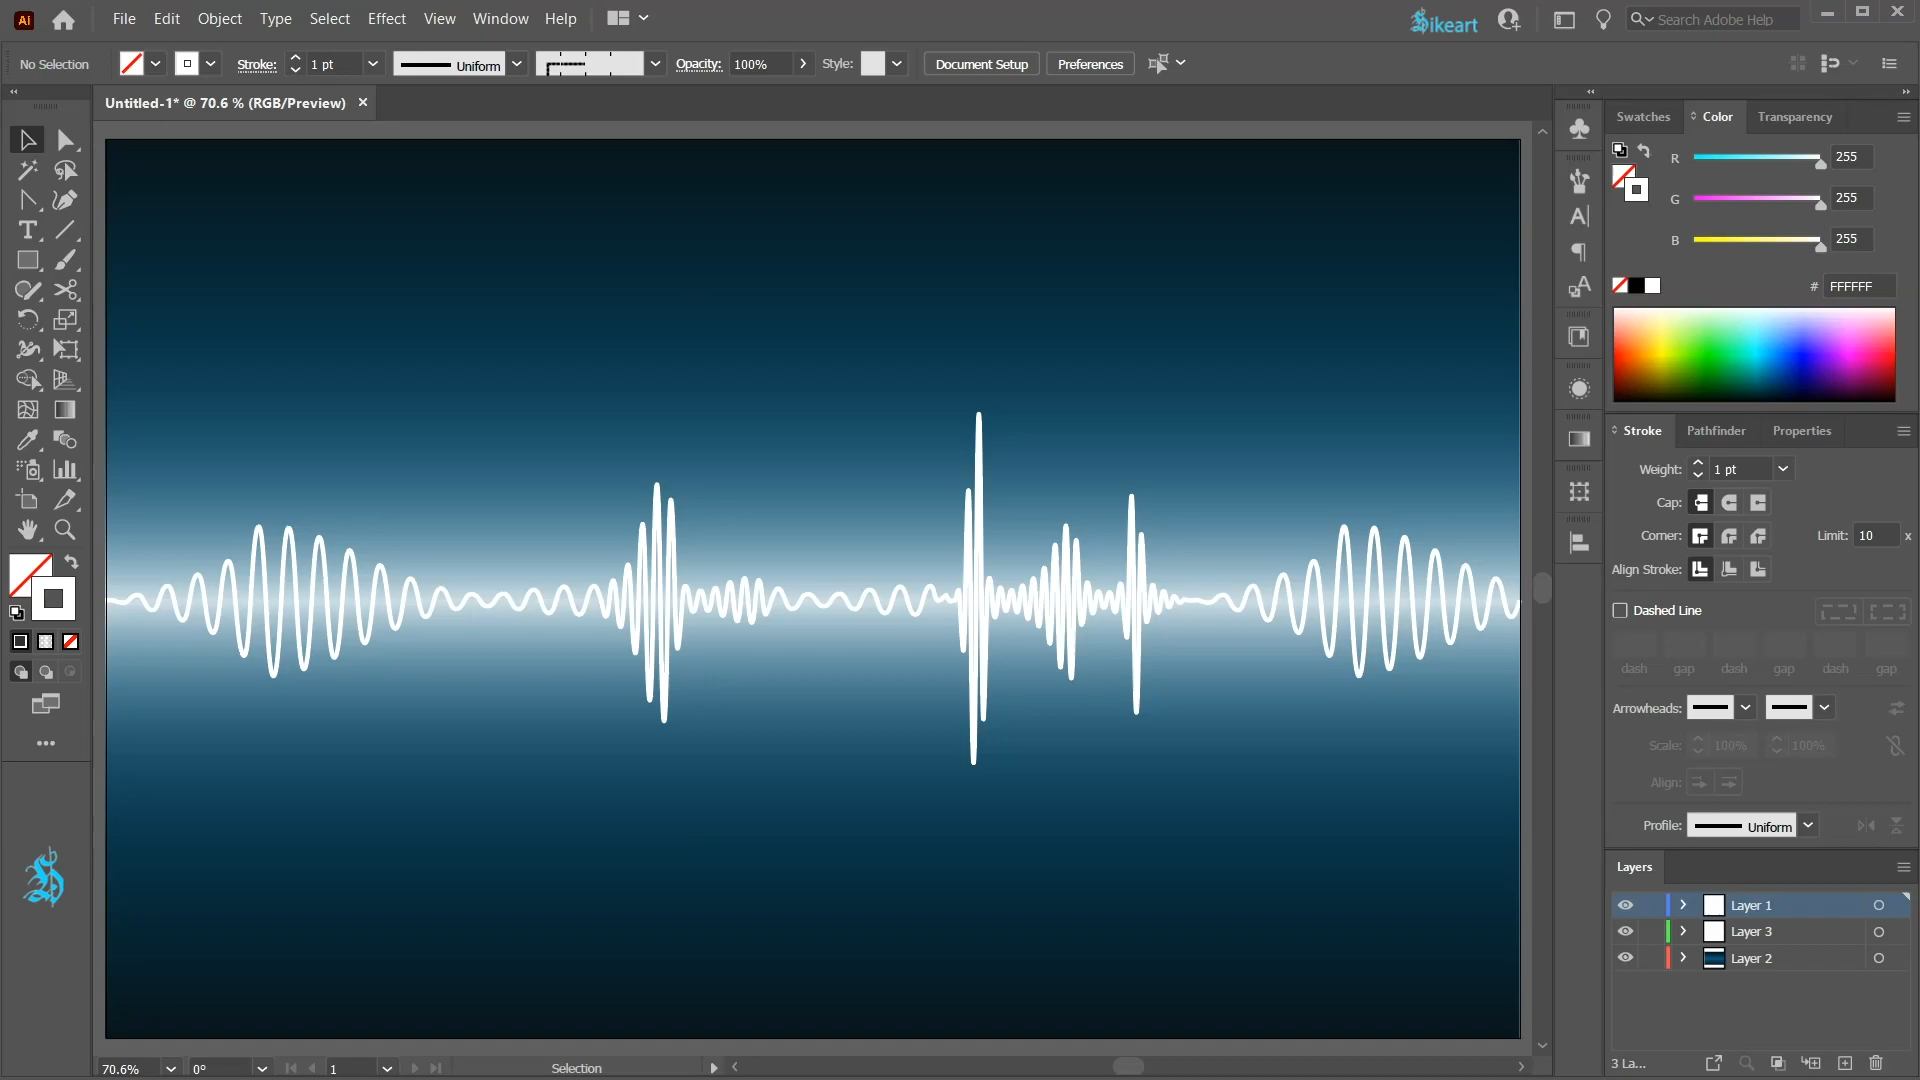 Ai File Edit Object Type Select Effect View Window Help Sikeart Search Adobe Help
No Selection Stroke: 1 pt Uniform Opacity: 100% Style: Document Setup Preferences
Untitled-1* @ 70.6 % (RGB/Preview) ×
Swatches Color Transparency
R 255
G 255
B 255
# FFFFFF
Stroke Pathfinder Properties
Weight: 1 pt
Cap:
Corner: Limit: 10 x
Align Stroke:
Dashed Line
dash gap dash gap dash gap
Arrowheads:
Scale: 100% 100%
Align:
Profile: Uniform
Layers
Layer 1
Layer 3
Layer 2
3 La...
70.6% 0° 1 Selection